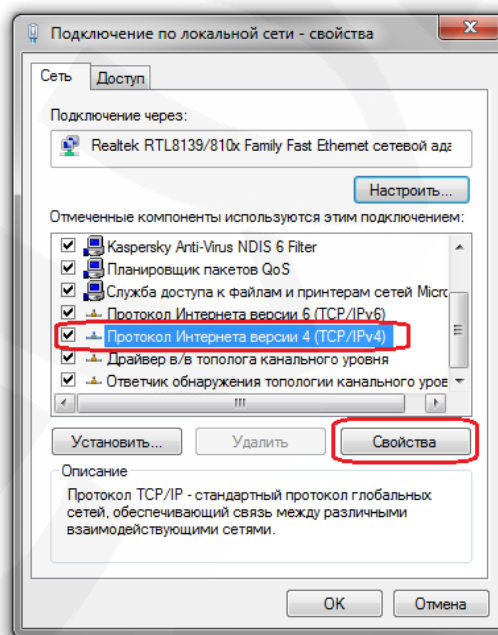 Подключение по локальной сети - свойства
Сеть
Доступ
Подключение через:
Realtek RTL8139/810x Family Fast Ethernet сетевой ада
Настроить...
Отмеченные компоненты используются этим подключением:
Kaspersky Anti-Virus NDIS 6 Filter
Планировщик пакетов QoS
Служба доступа к файлам и принтерам сетей Micro
Протокол Интернета версии 6 (TCP/IPv6)
Протокол Интернета версии 4 (TCP/IPv4)
Драйвер в/в тополога канального уровня
Ответчик обнаружения топологии канального уров
Установить...
Удалить
Свойства
Описание
Протокол TCP/IP - стандартный протокол глобальных
сетей, обеспечивающий связь между различными
взаимодействующими сетями.
OK
Отмена